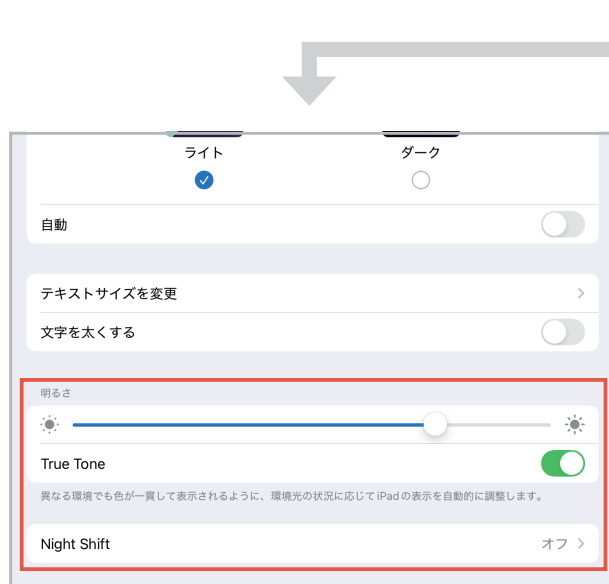 ライト ダーク
自動
テキストサイズを変更
文字を太くする
明るさ
True Tone
異なる環境でも色が一貫して表示されるように、環境光の状況に応じてiPadの表示を自動的に調整します。
Night Shift オフ